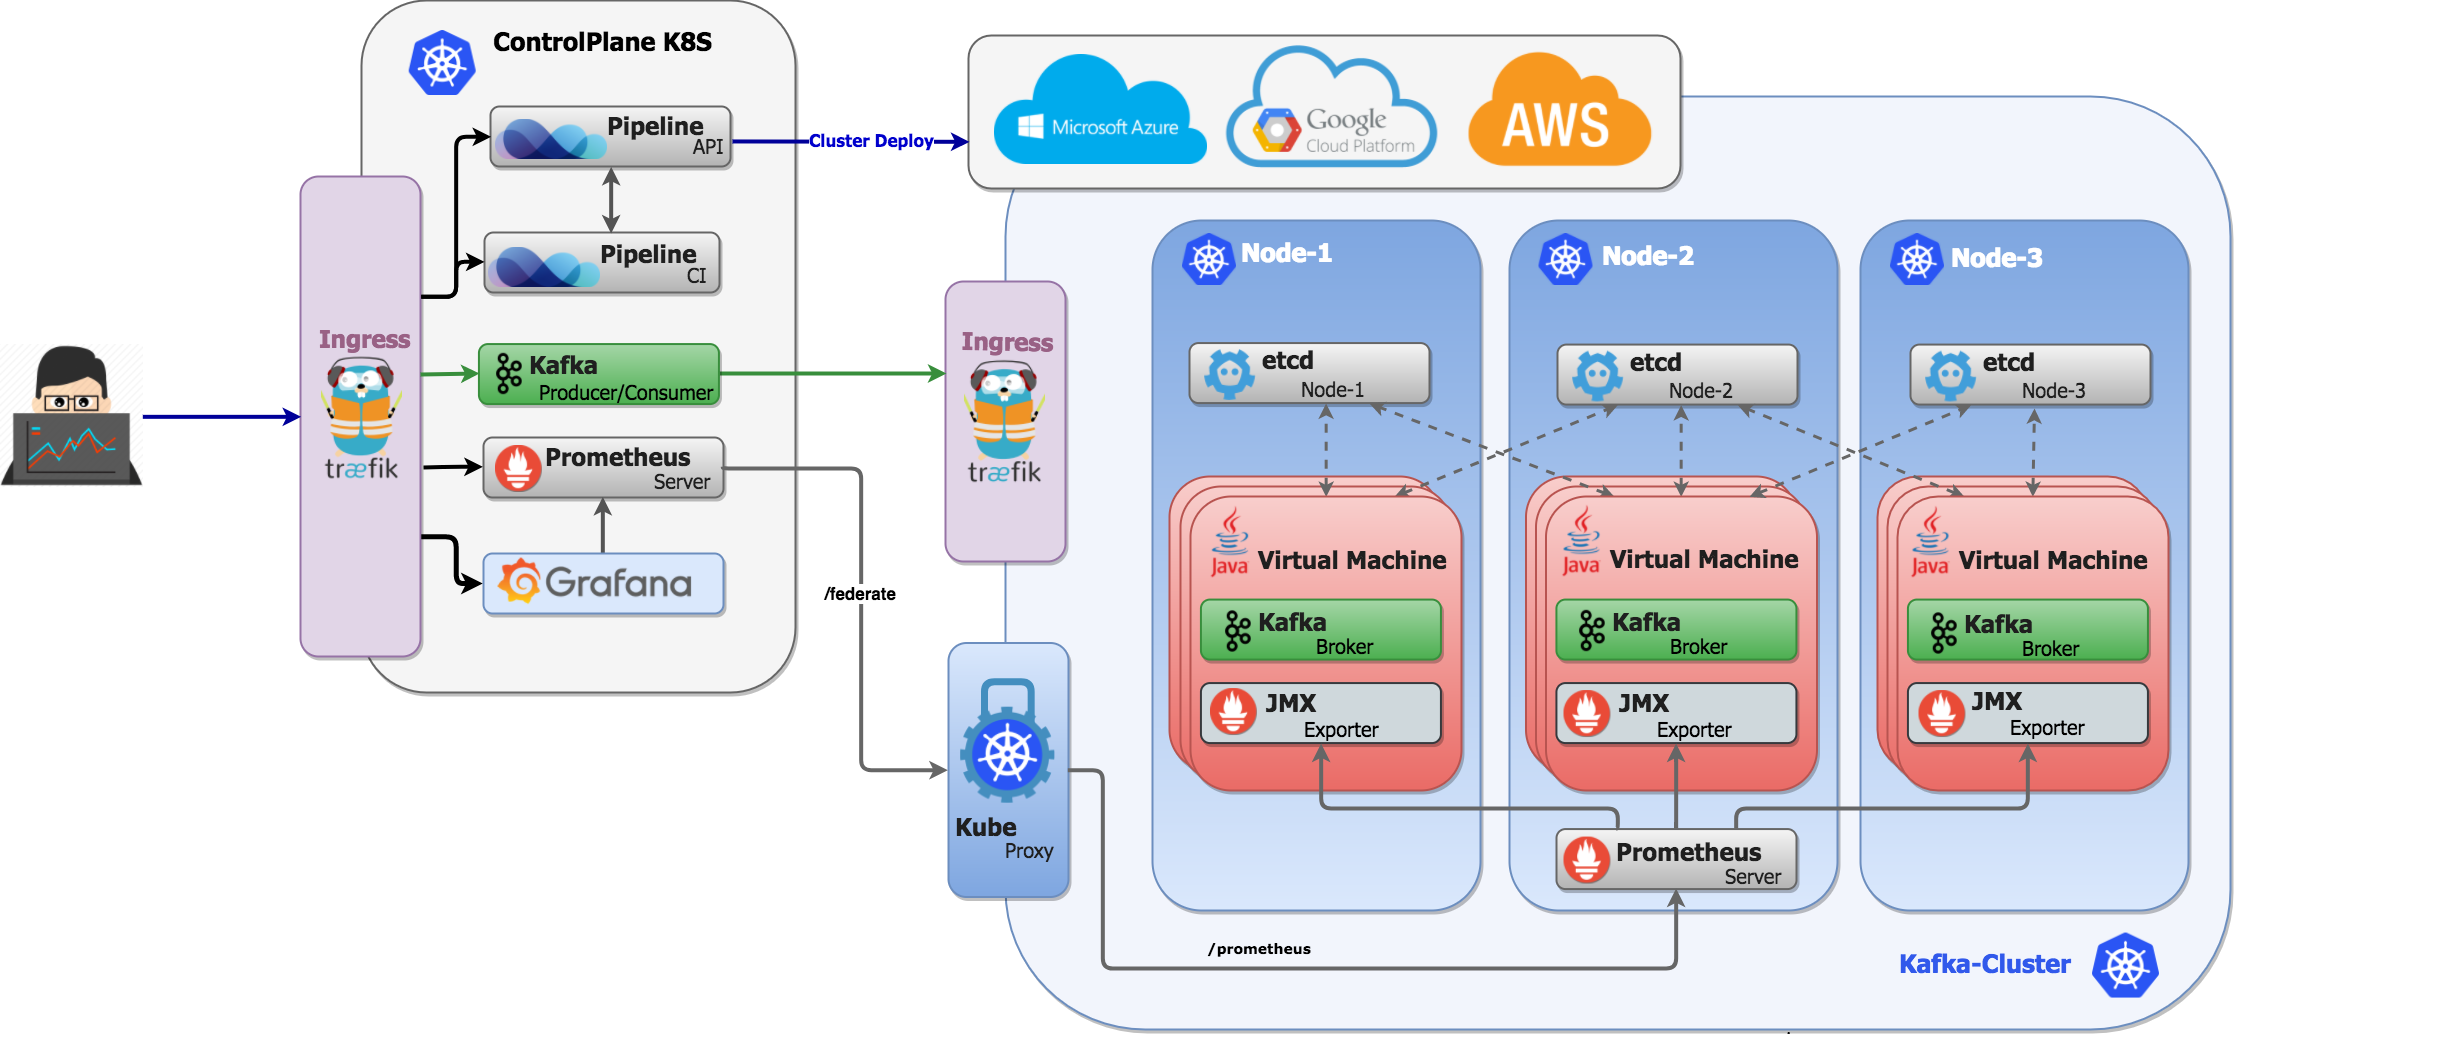 ControlPlane K8S
Pipeline
API
Cluster Deploy
Pipeline
CI
Ingress
træfik
Kafka
Producer/Consumer
Prometheus
Server
Grafana
/federate
Microsoft Azure
Google
Cloud Platform
AWS
Ingress
træfik
Kube
Proxy
/prometheus
Node-1
etcd
Node-1
Java
Virtual Machine
Kafka
Broker
JMX
Exporter
Node-2
etcd
Node-2
Java
Virtual Machine
Kafka
Broker
JMX
Exporter
Prometheus
Server
Node-3
etcd
Node-3
Java
Virtual Machine
Kafka
Broker
JMX
Exporter
Kafka-Cluster